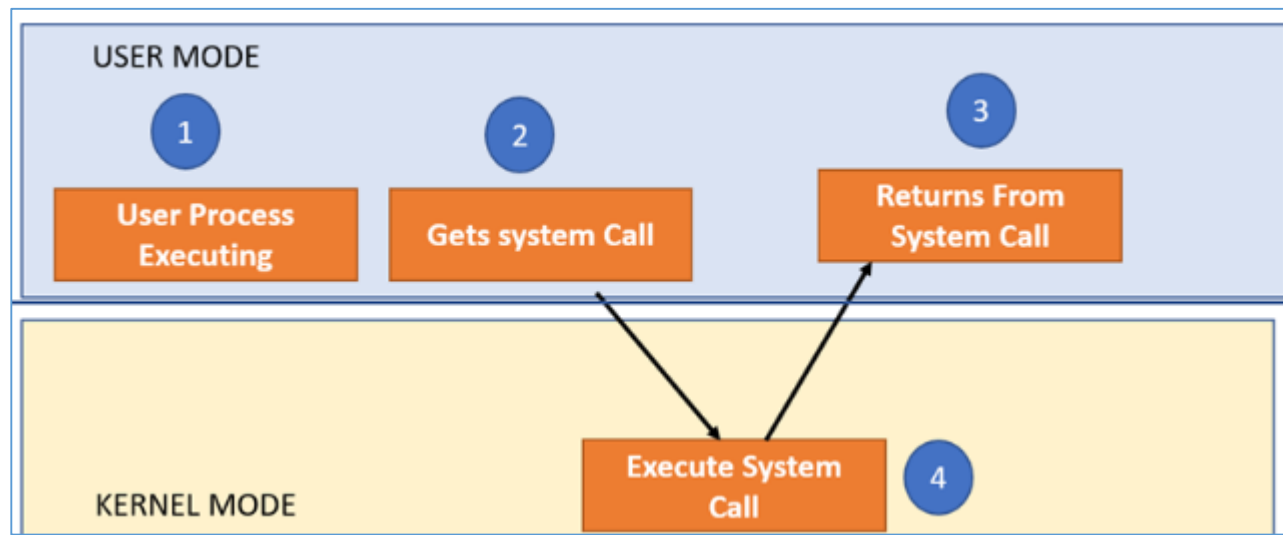 USER MODE
1
User Process
Executing
2
Gets system Call
3
Returns From
System Call
Execute System
Call
4
KERNEL MODE